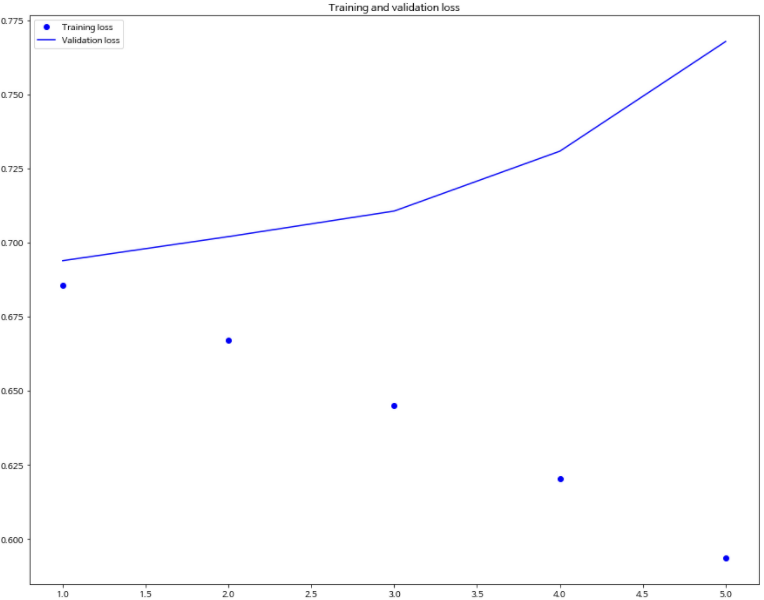 Training and validation loss
Training loss
Validation loss
0.775
0.750
0.725
0.700
0.675
0.650
0.625
0.600
1.0 1.5 2.0 2.5 3.0 3.5 4.0 4.5 5.0